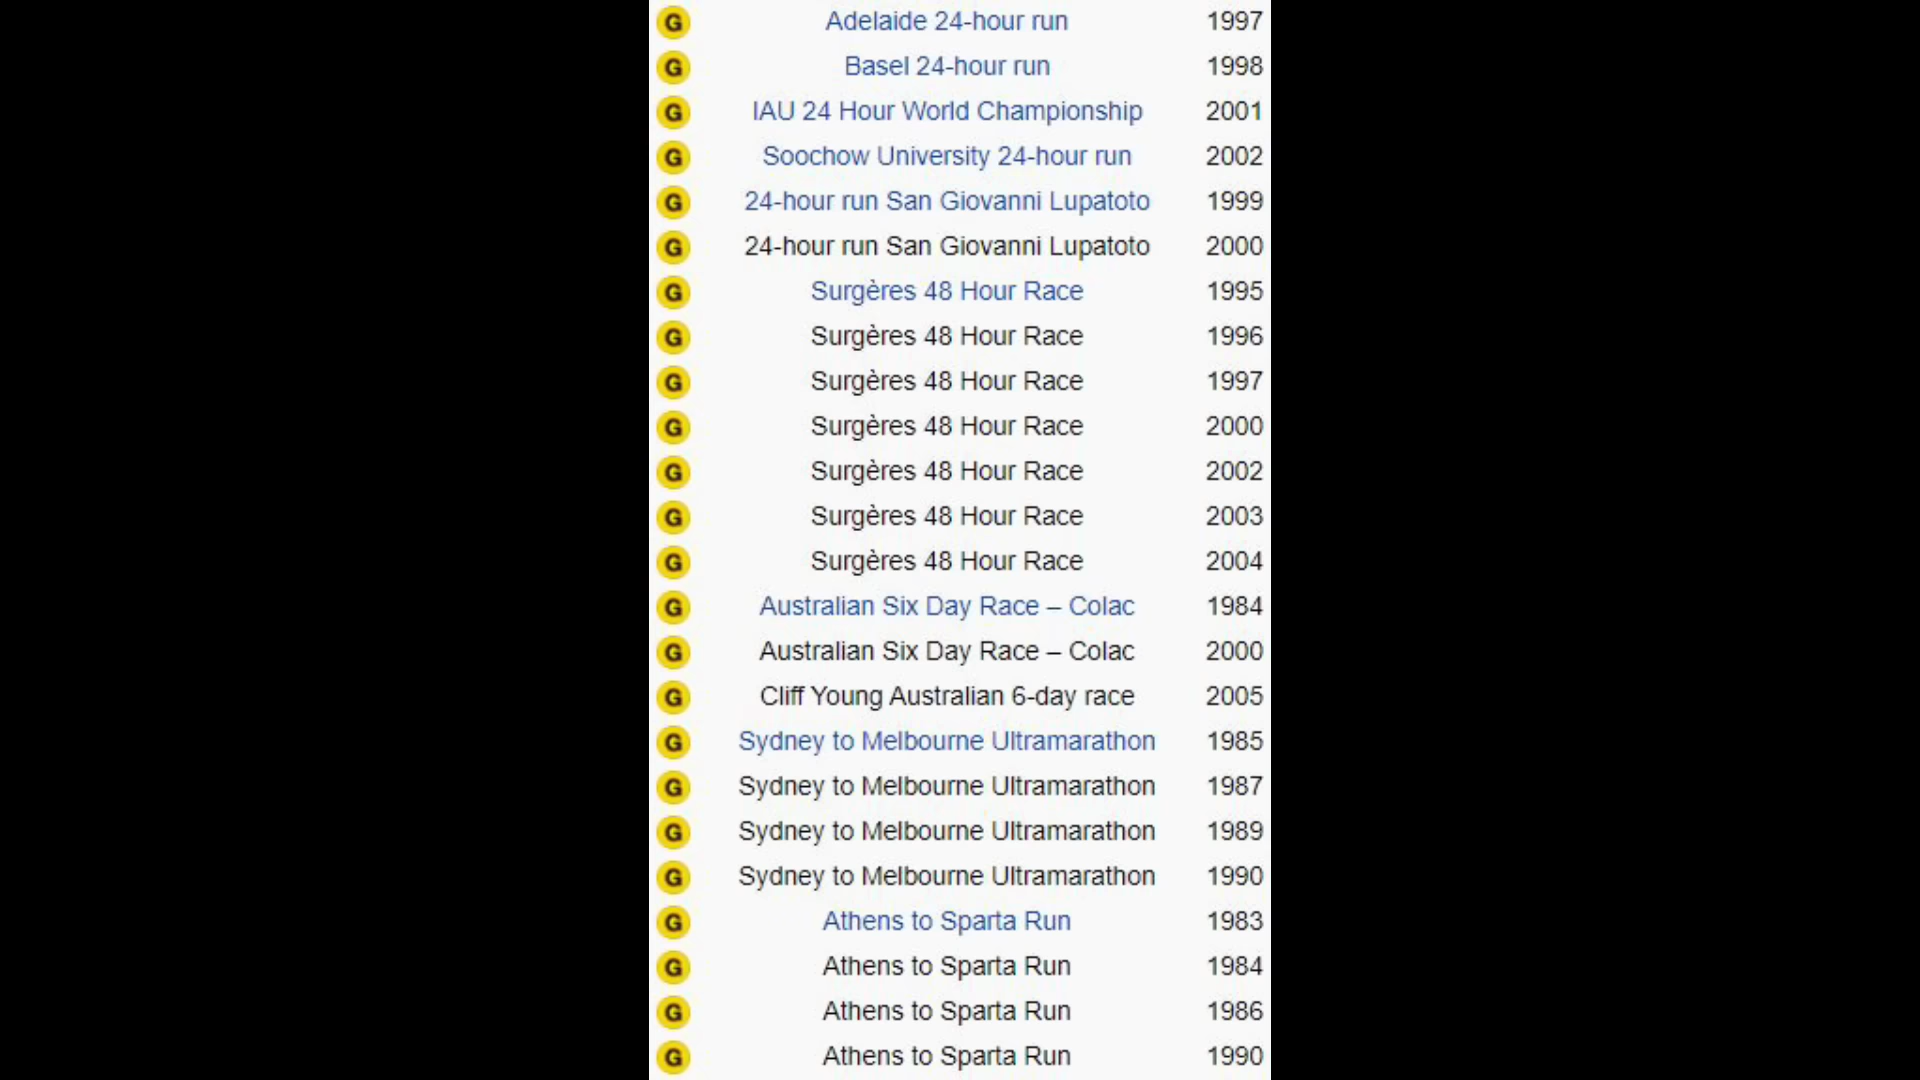 G Adelaide 24-hour run 1997
G Basel 24-hour run 1998
G IAU 24 Hour World Championship 2001
G Soochow University 24-hour run 2002
G 24-hour run San Giovanni Lupatoto 1999
G 24-hour run San Giovanni Lupatoto 2000
G Surgères 48 Hour Race 1995
G Surgères 48 Hour Race 1996
G Surgères 48 Hour Race 1997
G Surgères 48 Hour Race 2000
G Surgères 48 Hour Race 2002
G Surgères 48 Hour Race 2003
G Surgères 48 Hour Race 2004
G Australian Six Day Race – Colac 1984
G Australian Six Day Race – Colac 2000
G Cliff Young Australian 6-day race 2005
G Sydney to Melbourne Ultramarathon 1985
G Sydney to Melbourne Ultramarathon 1987
G Sydney to Melbourne Ultramarathon 1989
G Sydney to Melbourne Ultramarathon 1990
G Athens to Sparta Run 1983
G Athens to Sparta Run 1984
G Athens to Sparta Run 1986
G Athens to Sparta Run 1990